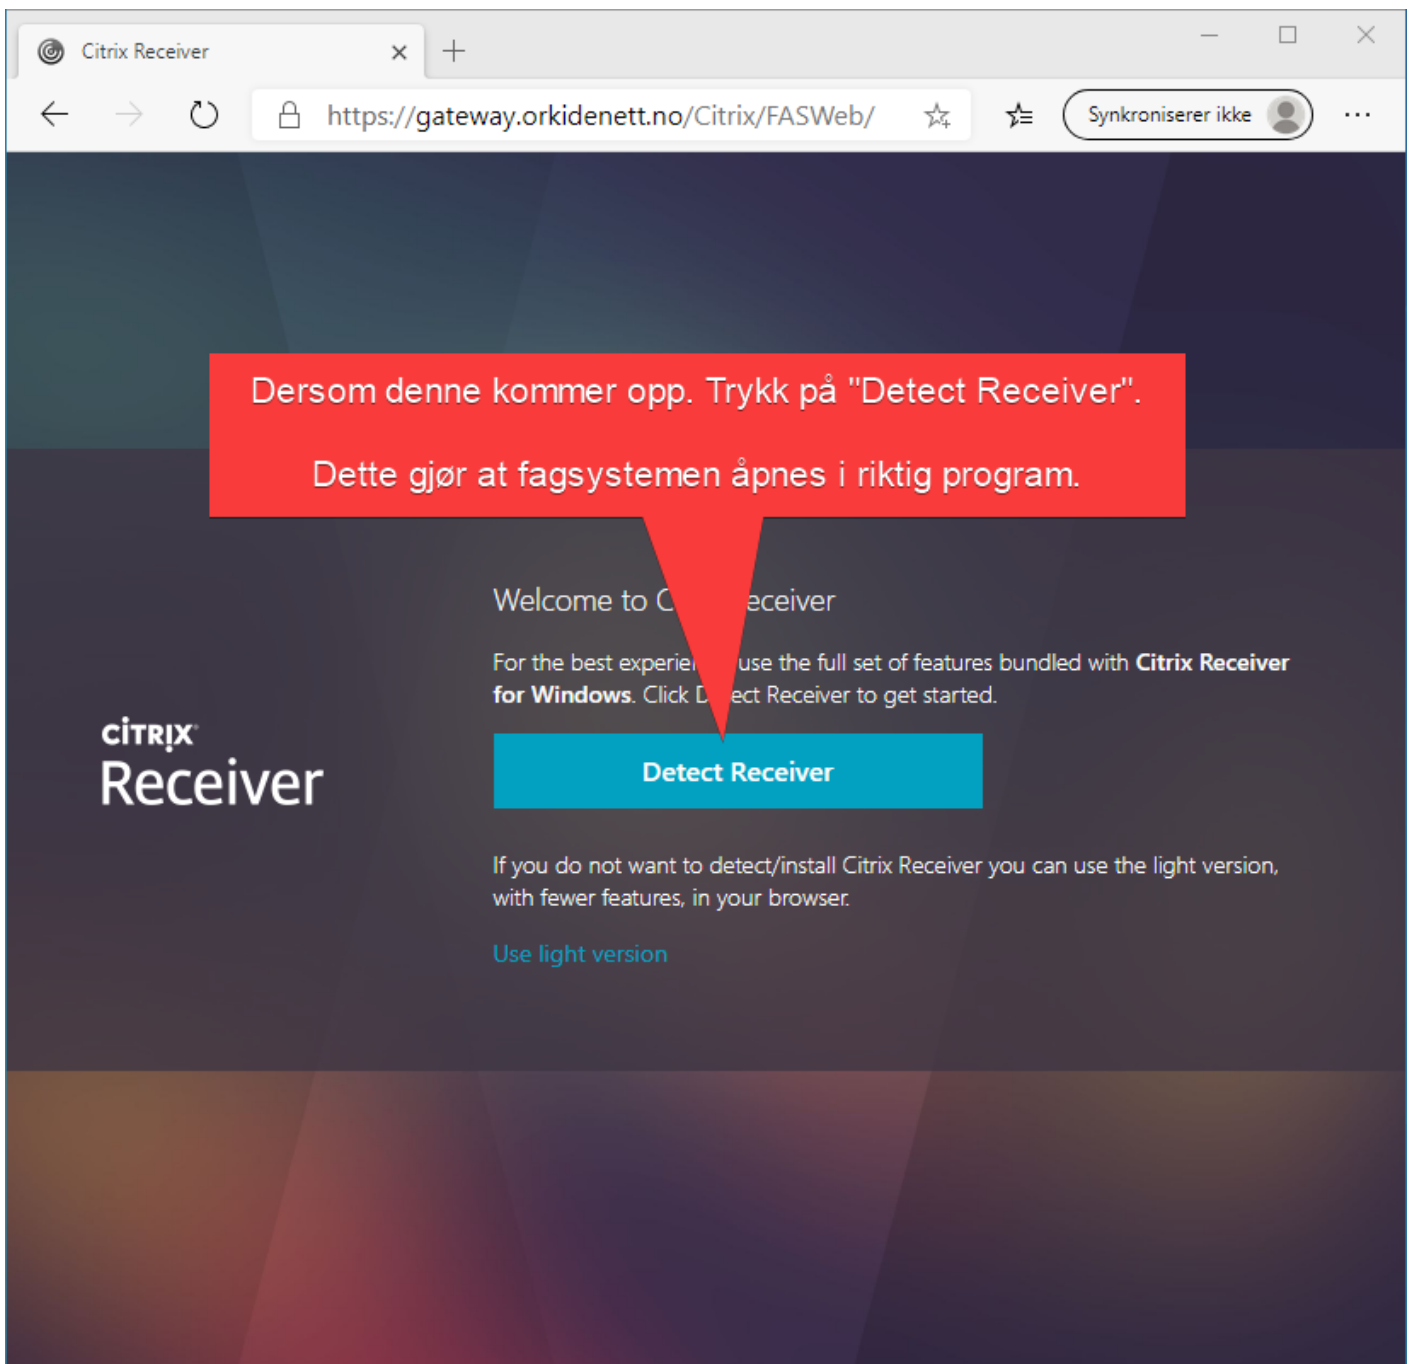 Citrix Receiver
https://gateway.orkidenett.no/Citrix/FASWeb/
Synkroniserer ikke
Dersom denne kommer opp. Trykk på "Detect Receiver".
Dette gjør at fagsystemen åpnes i riktig program.
Welcome to C eceiver
For the best experie use the full set of features bundled with Citrix Receiver
for Windows. Click D ect Receiver to get started.
CITRIX
Receiver
Detect Receiver
If you do not want to detect/install Citrix Receiver you can use the light version,
with fewer features, in your browser.
Use light version